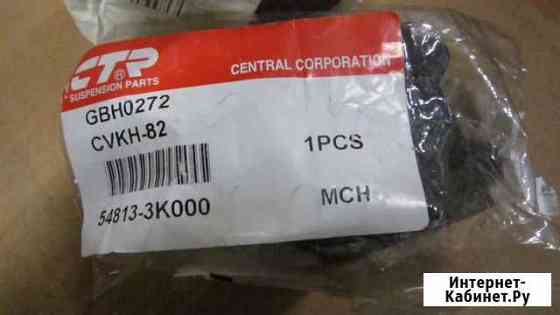 CTR
®
SUSPENSION PARTS
CENTRAL CORPORATION
GBH0272
CVKH-82
1PCS
54813-3K000
MCH
Интернет-
Кабинет.Ру